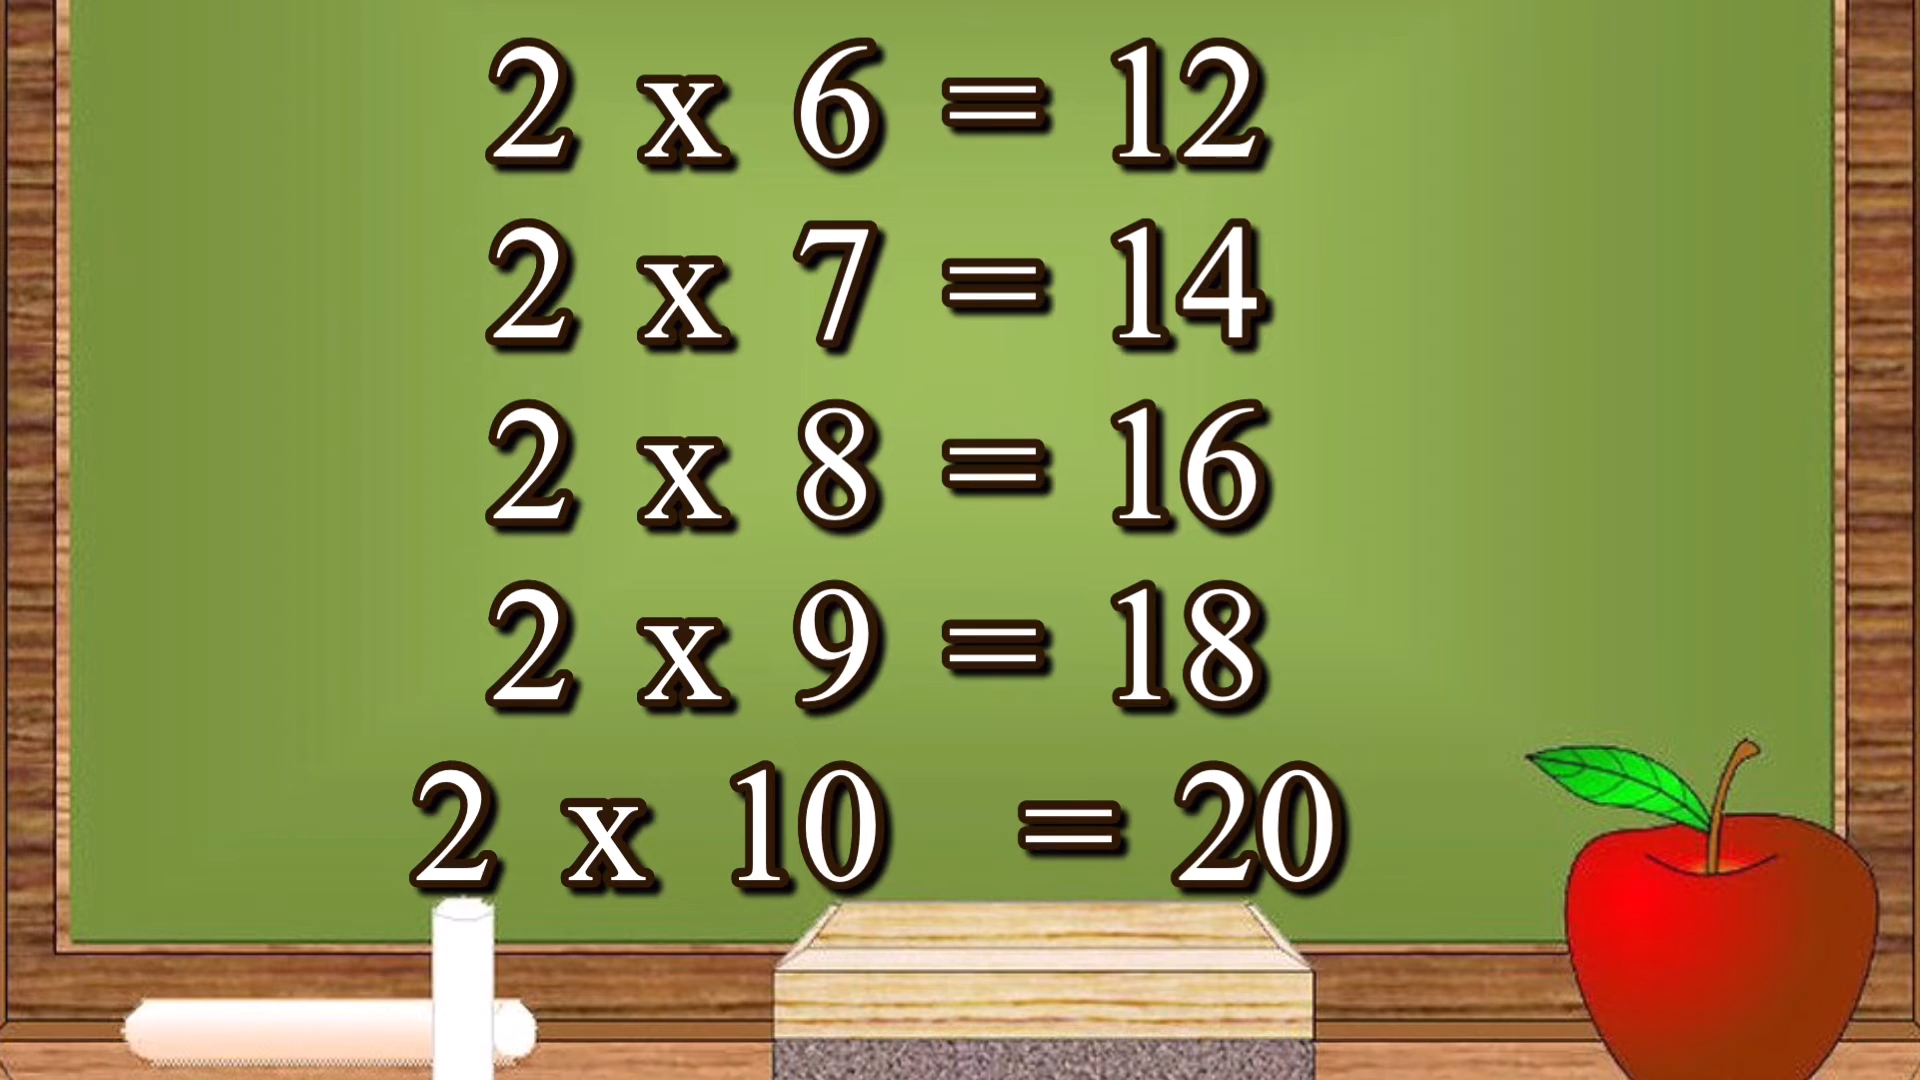 2 x 6 = 12
2 x 7 = 14
2 x 8 = 16
2 x 9 = 18
2 x 10 = 20